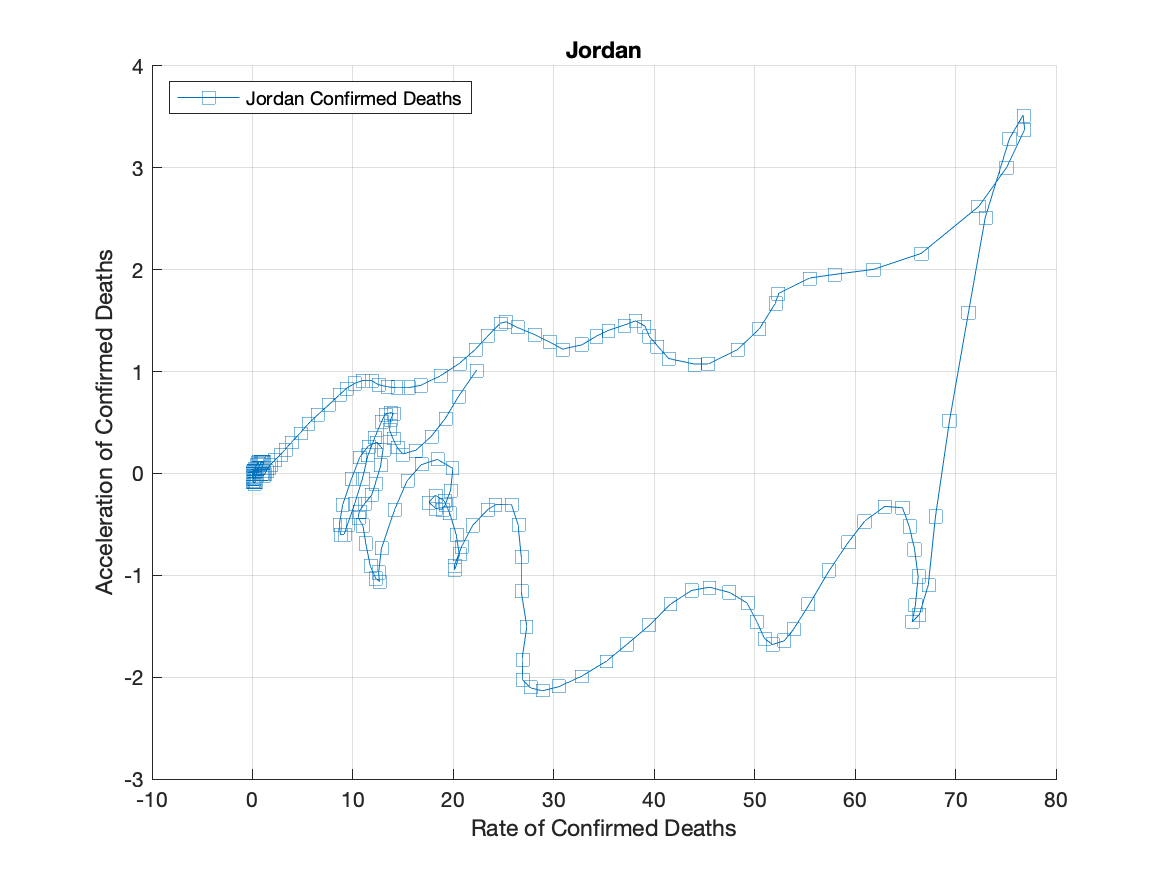 Jordan
4
Jordan Confirmed Deaths
3
2
1
0
-1
-2
-3
Acceleration of Confirmed Deaths
-10 0 10 20 30 40 50 60 70 80
Rate of Confirmed Deaths